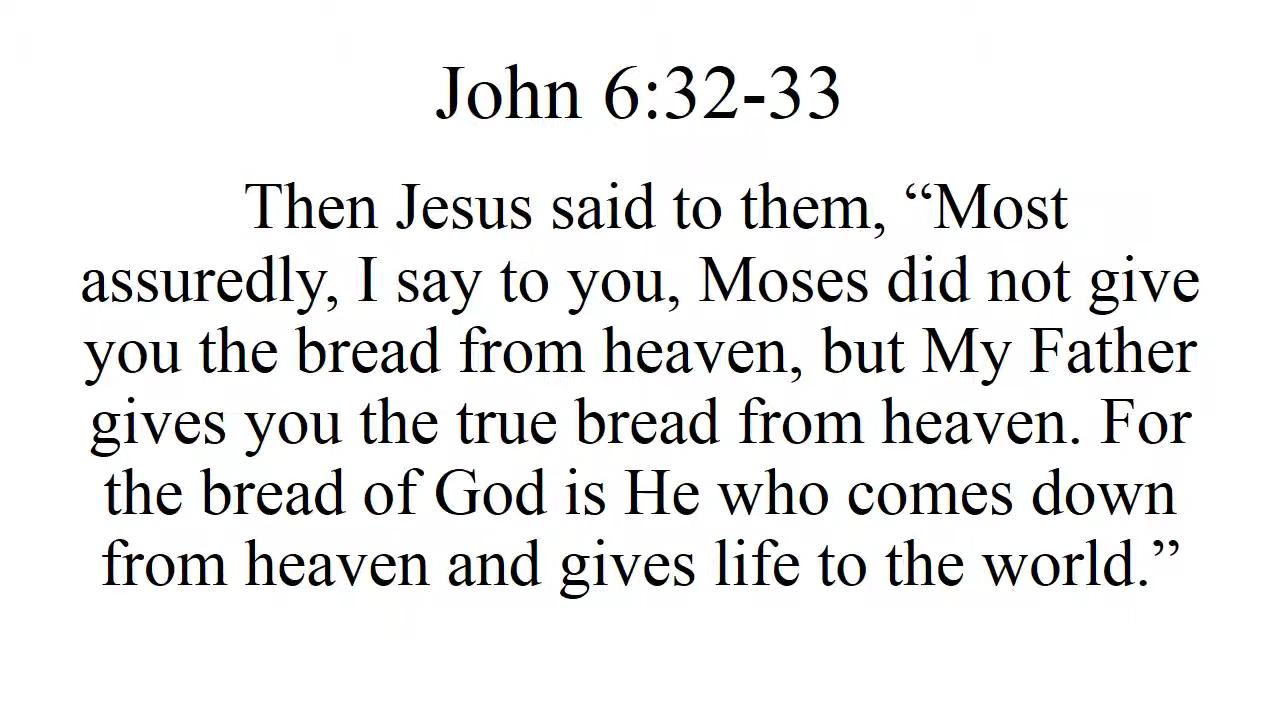 John 6:32-33
Then Jesus said to them, “Most
assuredly, I say to you, Moses did not give
you the bread from heaven, but My Father
gives you the true bread from heaven. For
the bread of God is He who comes down
from heaven and gives life to the world.”